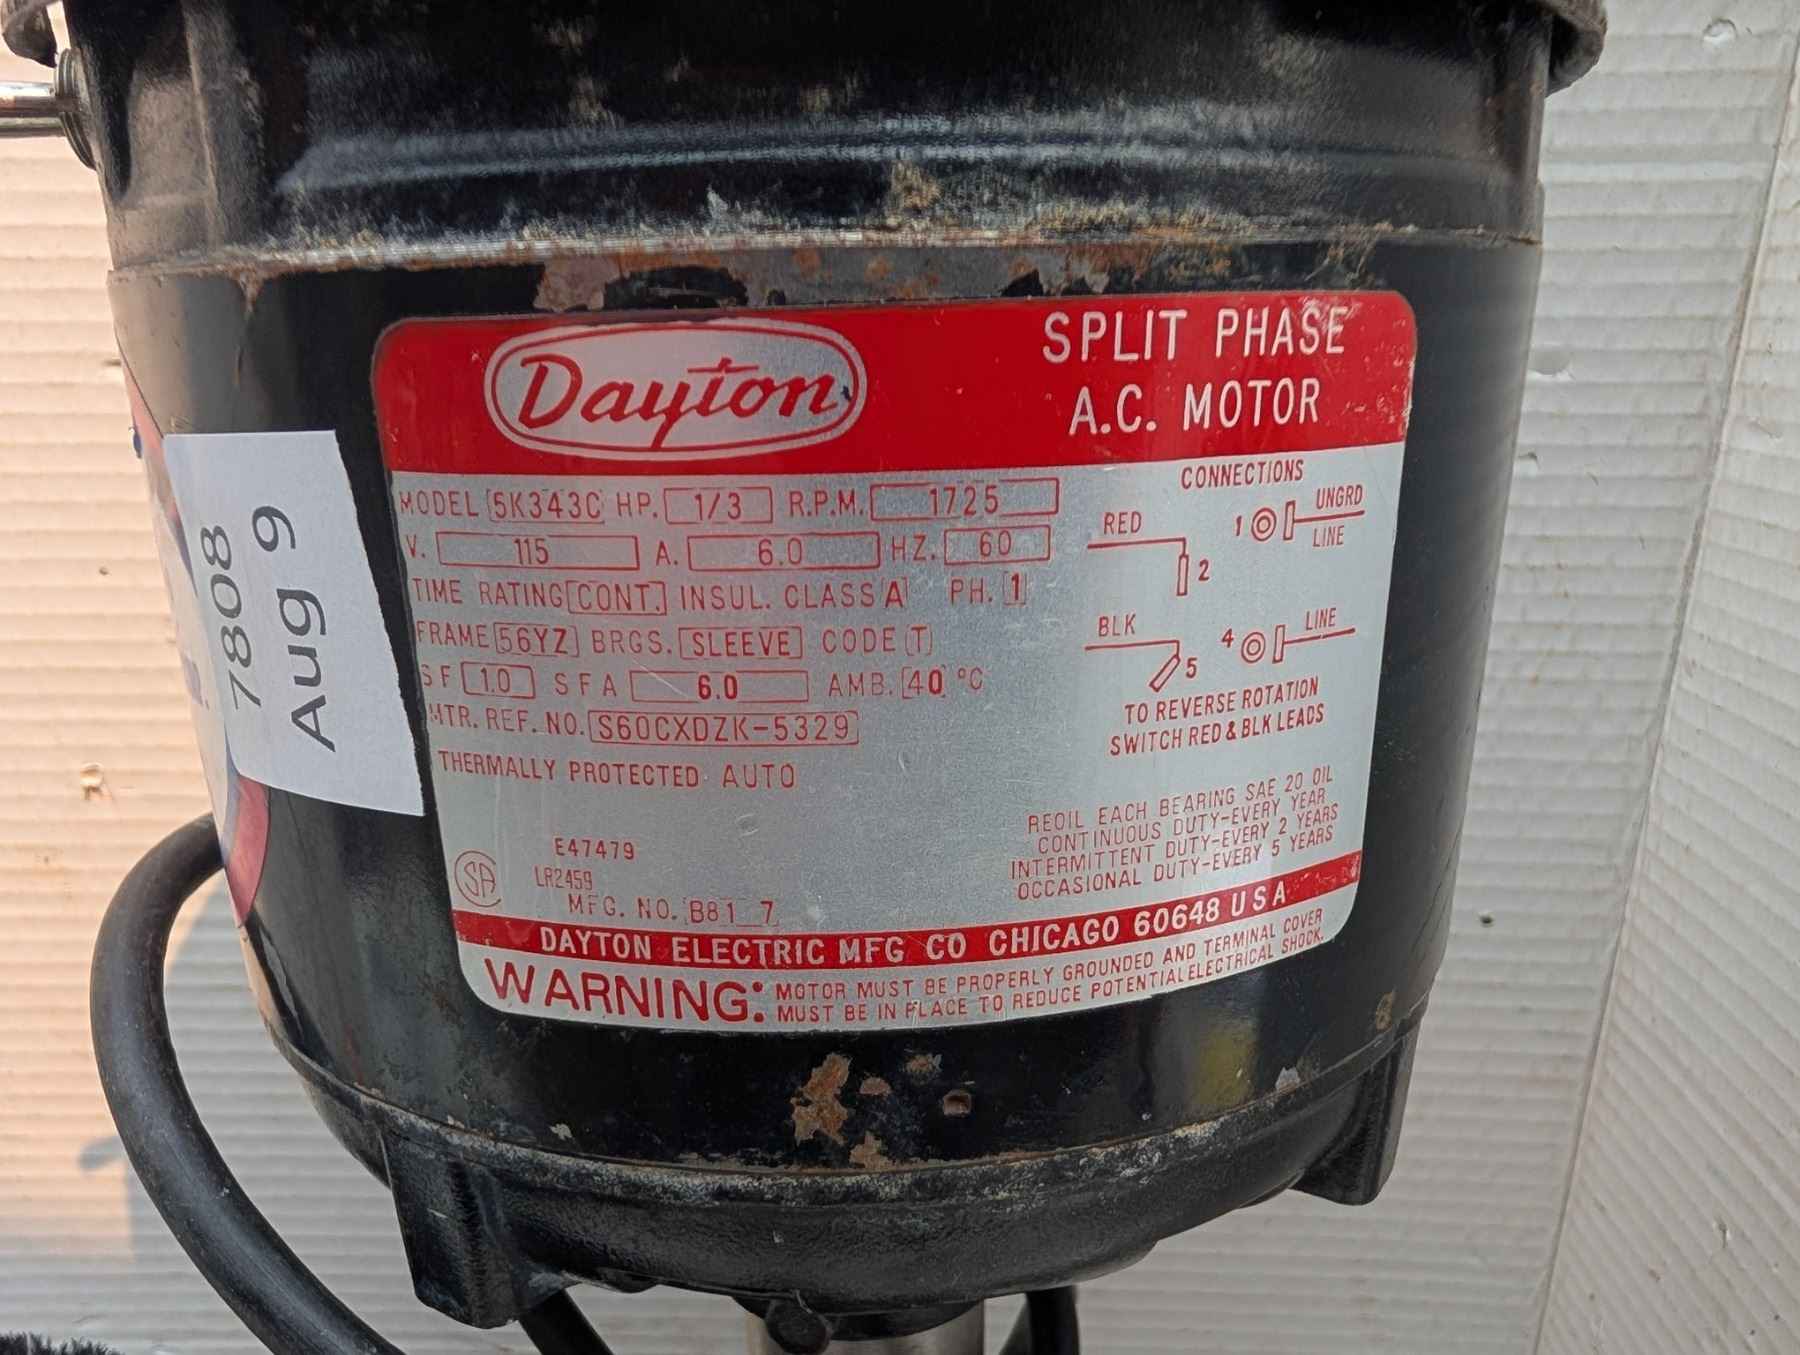 Dayton
SPLIT PHASE
A.C. MOTOR
MODEL 5K343C HP. 1/3 R.P.M. 1725
V. 115 A. 6.0 HZ. 60
TIME RATING CONT. INSUL. CLASS A PH. 1
FRAME 56YZ BRGS. SLEEVE CODE T
SF 1.0 SFA 6.0 AMB. 40 °C
MTR. REF. NO. S60CXDZK-5329
THERMALLY PROTECTED AUTO
E47479
SA LR2459
MFG. NO. B81 7
CONNECTIONS
RED 1 UNGRD
LINE
2
BLK 4 LINE
5
TO REVERSE ROTATION
SWITCH RED & BLK LEADS
REOIL EACH BEARING SAE 20 OIL
CONTINUOUS DUTY-EVERY YEAR
INTERMITTENT DUTY-EVERY 2 YEARS
OCCASIONAL DUTY-EVERY 5 YEARS
DAYTON ELECTRIC MFG CO CHICAGO 60648 USA
WARNING: MOTOR MUST BE PROPERLY GROUNDED AND TERMINAL COVER
MUST BE IN PLACE TO REDUCE POTENTIAL ELECTRICAL SHOCK.
7808
Aug 9